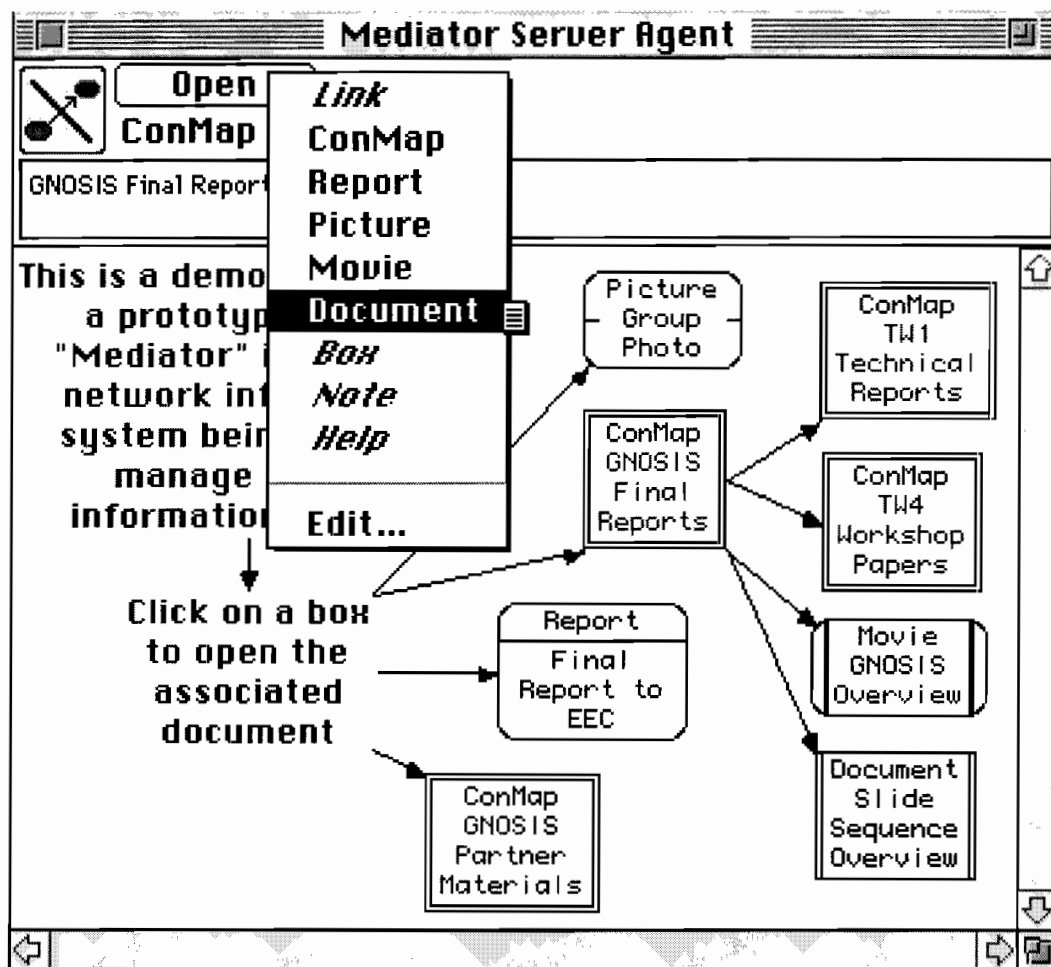 Mediator Server Agent
Open
ConMap
GNOSIS Final Report
Link
ConMap
Report
Picture
Movie
Document
Box
Note
Help
Edit...
This is a demo
a prototyp
"Mediator" i
network inf
system bein
manage
information
Click on a box
to open the
associated
document
Picture
Group
Photo
ConMap
GNOSIS
Final
Reports
Report
Final
Report to
EEC
ConMap
GNOSIS
Partner
Materials
ConMap
TW1
Technical
Reports
ConMap
TW4
Workshop
Papers
Movie
GNOSIS
Overview
Document
Slide
Sequence
Overview